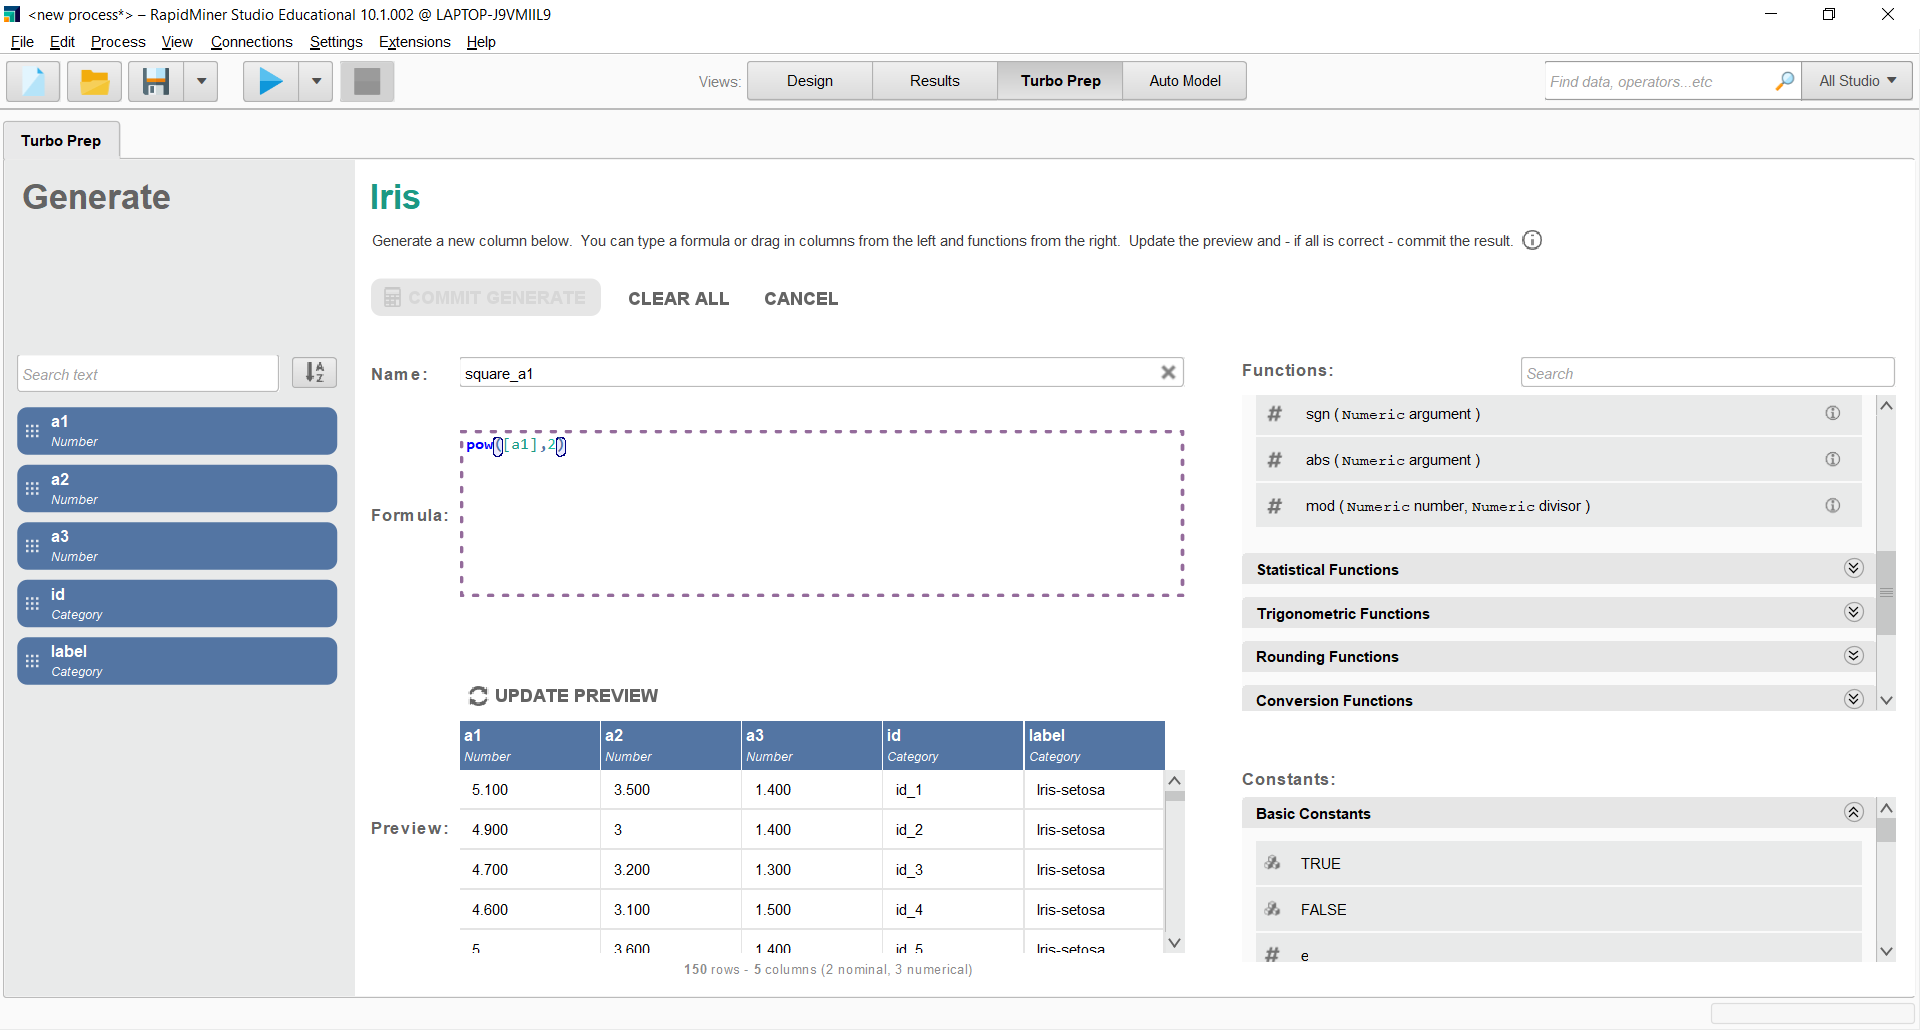 <new process*> – RapidMiner Studio Educational 10.1.002 @ LAPTOP-J9VMIIL9
File Edit Process View Connections Settings Extensions Help
Views: Design Results Turbo Prep Auto Model
Find data, operators...etc
All Studio
Turbo Prep
Generate
Search text
A
Z
a1
Number
a2
Number
a3
Number
id
Category
label
Category
Iris
Generate a new column below. You can type a formula or drag in columns from the left and functions from the right. Update the preview and - if all is correct - commit the result.
COMMIT GENERATE CLEAR ALL CANCEL
Name: square_a1
Formula: pow([a1],2)
UPDATE PREVIEW
Preview:
a1 a2 a3 id label
Number Number Number Category Category
5.100 3.500 1.400 id_1 Iris-setosa
4.900 3 1.400 id_2 Iris-setosa
4.700 3.200 1.300 id_3 Iris-setosa
4.600 3.100 1.500 id_4 Iris-setosa
5 3.600 1.400 id_5 Iris-setosa
150 rows - 5 columns (2 nominal, 3 numerical)
Functions: Search
# sgn ( Numeric argument )
# abs ( Numeric argument )
# mod ( Numeric number, Numeric divisor )
Statistical Functions
Trigonometric Functions
Rounding Functions
Conversion Functions
Constants:
Basic Constants
TRUE
FALSE
# e